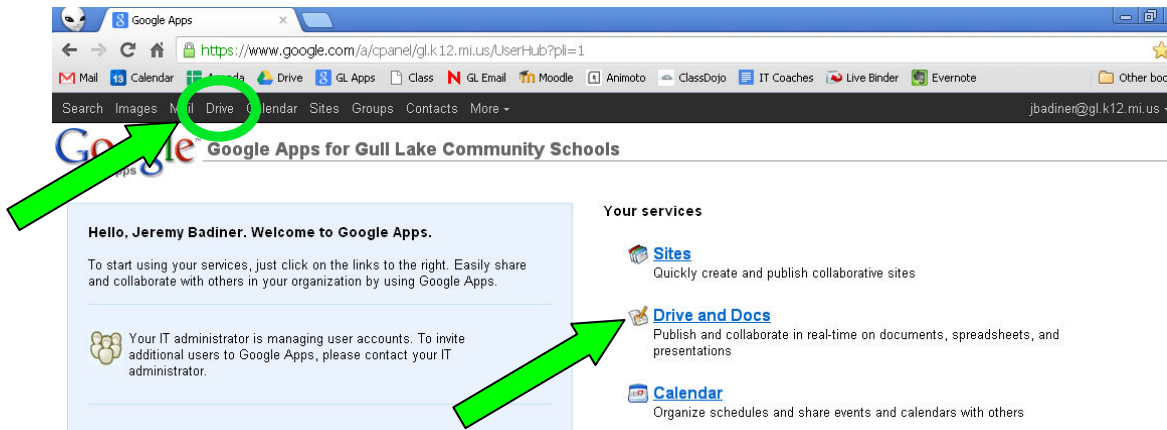 Google Apps
https://www.google.com/a/cpanel/gl.k12.mi.us/UserHub?pli=1
Mail 13 Calendar Drive 8 GL Apps Class N GL Email Moodle Animoto ClassDojo IT Coaches Live Binder Evernote Other boo
Search Images Mail Drive Calendar Sites Groups Contacts More jbadiner@gl.k12.mi.us
Google Google Apps for Gull Lake Community Schools
Your services
Hello, Jeremy Badiner. Welcome to Google Apps.
To start using your services, just click on the links to the right. Easily share
and collaborate with others in your organization by using Google Apps.
Your IT administrator is managing user accounts. To invite
additional users to Google Apps, please contact your IT
administrator.
Sites
Quickly create and publish collaborative sites
Drive and Docs
Publish and collaborate in real-time on documents, spreadsheets, and
presentations
Calendar
Organize schedules and share events and calendars with others